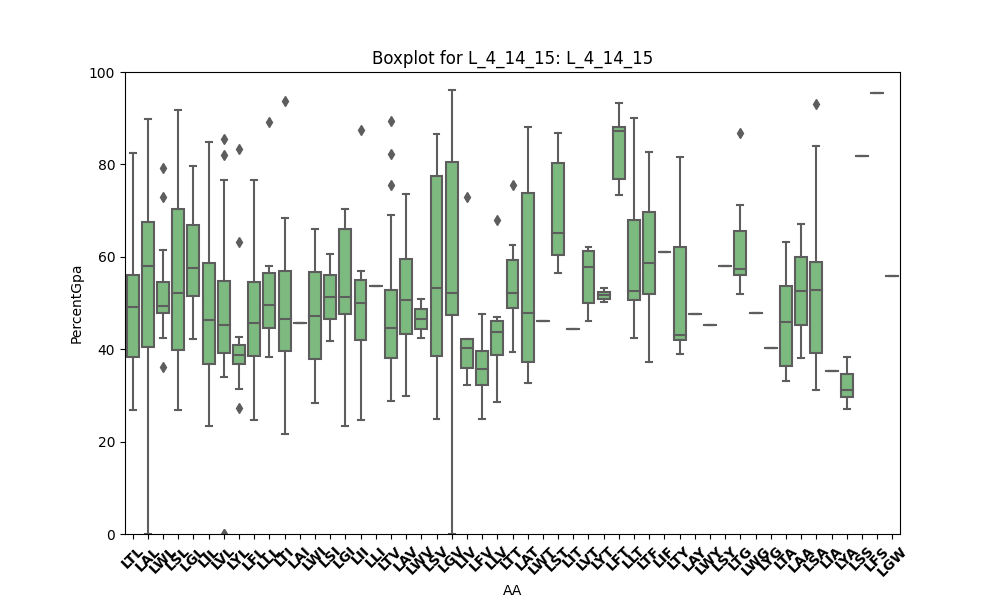 Boxplot for L_4_14_15: L_4_14_15
PercentGpa
100
80
60
40
20
0
LTL LAL LWL LSL LGL LIL LVL LYL LFL LLL LTI LAI LWI LSI LGI LII LLI LTV LAV LWV LSV LGV LIV LFV LLV LTT LAT LWT LST LIT LVT LYT LFT LLT LTF LIF LTY LAY LWY LSY LTG LWG LYG LTA LAA LSA LIA LYA LSS LFS LGW
AA